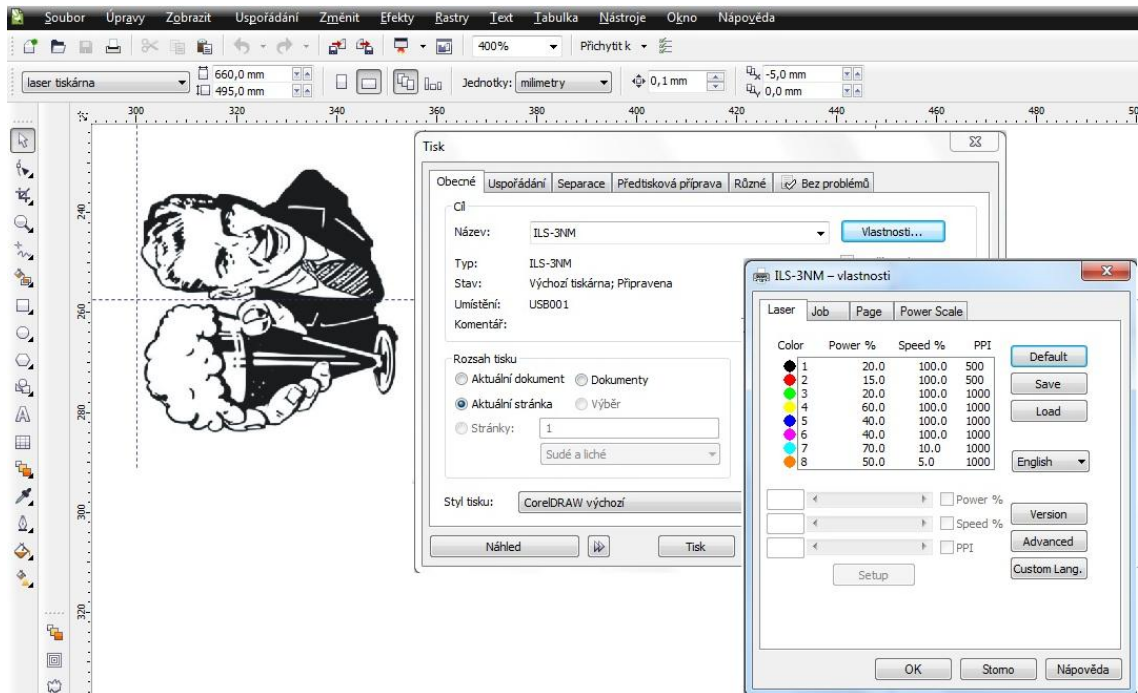 Soubor Úpravy Zobrazit Uspořádání Změnit Efekty Rastry Text Tabulka Nástroje Okno Nápověda
400% Přichytit k
laser tiskárna 660,0 mm 495,0 mm Jednotky: milimetry 0,1 mm -5,0 mm 0,0 mm
300 320 340 360 380 400 420 440 460 480
240
260
280
300
320
Tisk
Obecné Uspořádání Separace Předtisková příprava Různé Bez problémů
Cíl
Název: ILS-3NM Vlastnosti...
Typ: ILS-3NM
Stav: Výchozí tiskárna; Připravena
Umístění: USB001
Komentář:
Rozsah tisku
Aktuální dokument Dokumenty
Aktuální stránka Výběr
Stránky: 1
Sudé a liché
Styl tisku: CorelDRAW výchozí
Náhled Tisk
ILS-3NM – vlastnosti
Laser Job Page Power Scale
Color Power % Speed % PPI
1 20.0 100.0 500
2 15.0 100.0 500
3 20.0 100.0 1000
4 60.0 100.0 1000
5 40.0 100.0 1000
6 40.0 100.0 1000
7 70.0 10.0 1000
8 50.0 5.0 1000
Default
Save
Load
English
Power %
Speed %
PPI
Setup
Version
Advanced
Custom Lang.
OK Storno Nápověda